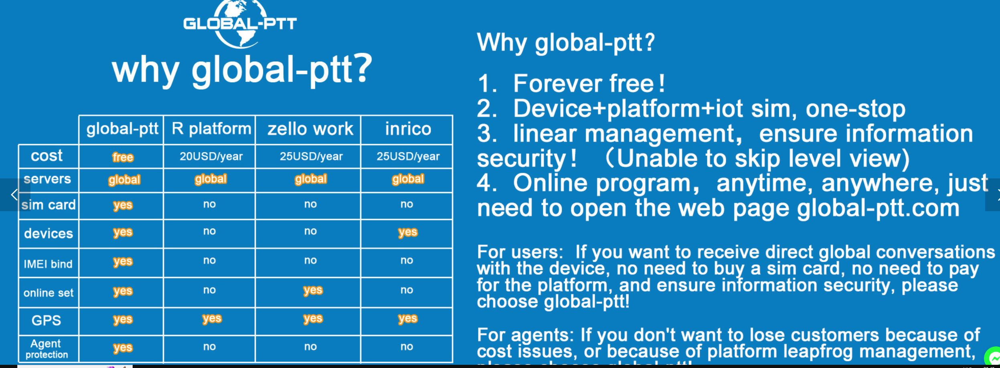 GLOBAL-PTT
why global-ptt?
global-ptt R platform zello work inrico
cost free 20USD/year 25USD/year 25USD/year
servers global global global global
sim card yes no no no
devices yes no no yes
IMEI bind yes no no no
online set yes no yes no
GPS yes yes yes yes
Agent
protection yes no no no
Why global-ptt?
1. Forever free!
2. Device+platform+iot sim, one-stop
3. linear management, ensure information
security! (Unable to skip level view)
4. Online program, anytime, anywhere, just
need to open the web page global-ptt.com
For users: If you want to receive direct global conversations
with the device, no need to buy a sim card, no need to pay
for the platform, and ensure information security, please
choose global-ptt!
For agents: If you don't want to lose customers because of
cost issues, or because of platform leapfrog management,